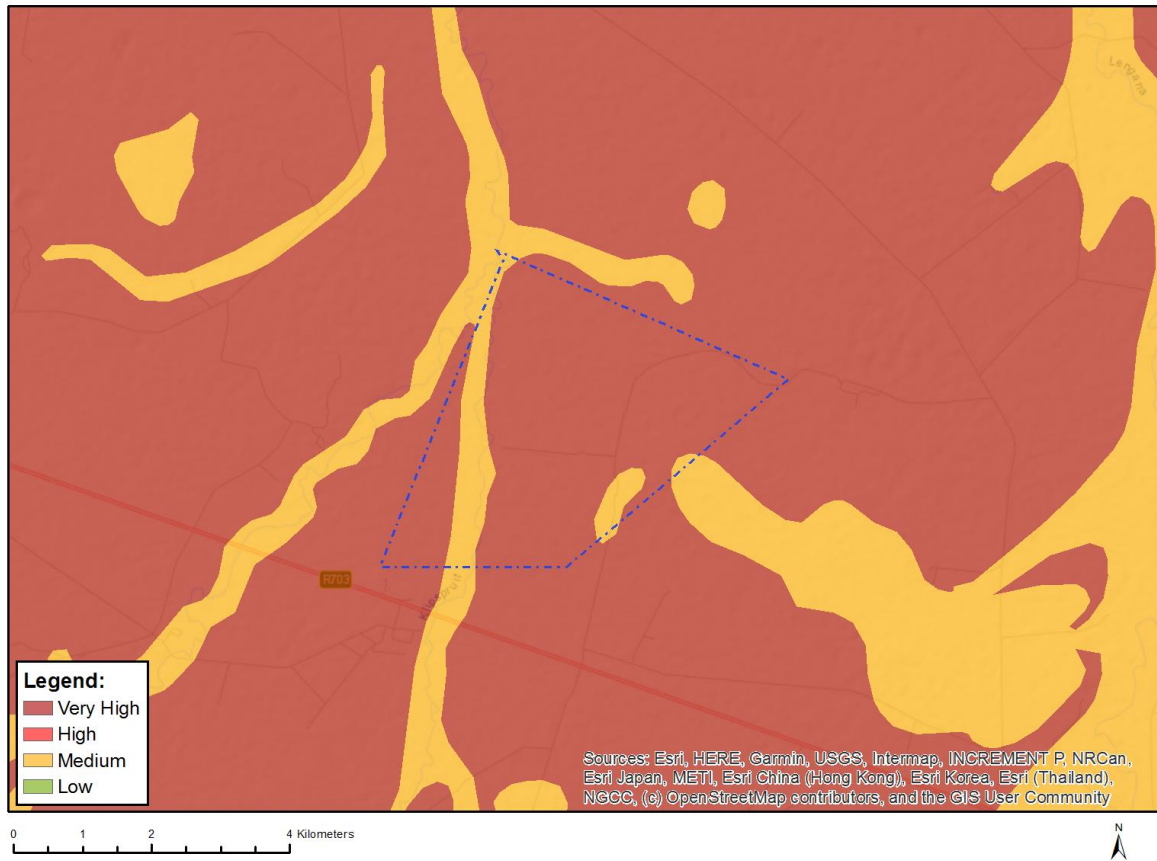 Lengana
R703
Klipspruit
Legend:
Very High
High
Medium
Low
Sources: Esri, HERE, Garmin, USGS, Intermap, INCREMENT P, NRCan,
Esri Japan, METI, Esri China (Hong Kong), Esri Korea, Esri (Thailand),
NGCC, (c) OpenStreetMap contributors, and the GIS User Community
0 1 2 4 Kilometers
N